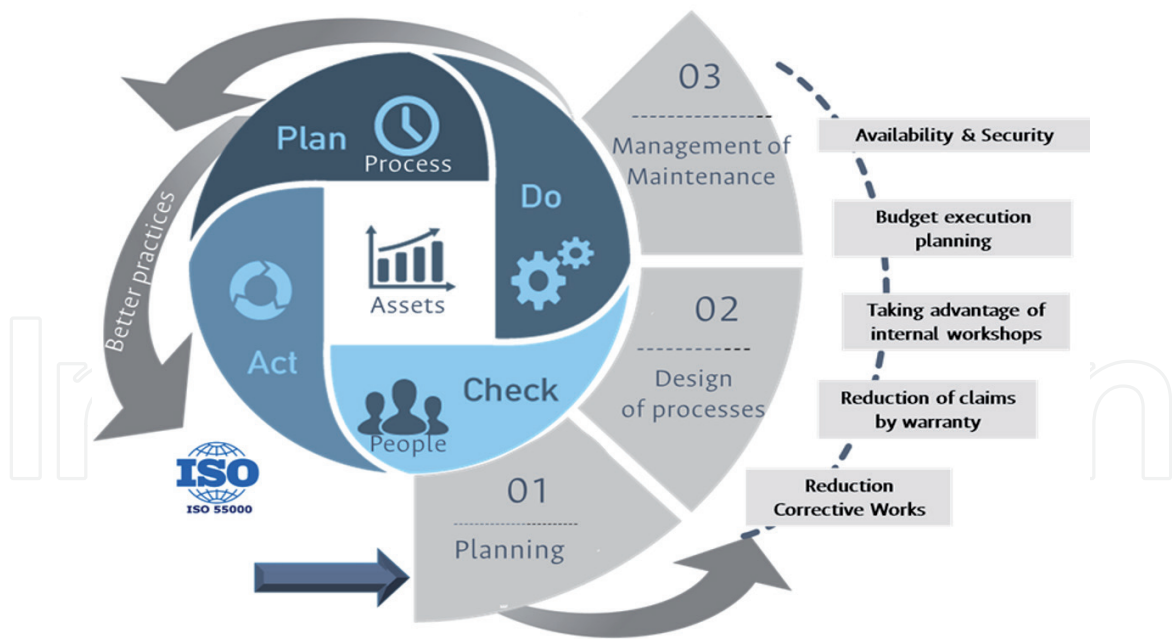 Plan
Process
Do
Assets
Act
Check
People
Better practices
ISO
ISO 55000
01
Planning
02
Design
of processes
03
Management of
Maintenance
Availability & Security
Budget execution
planning
Taking advantage of
internal workshops
Reduction of claims
by warranty
Reduction
Corrective Works